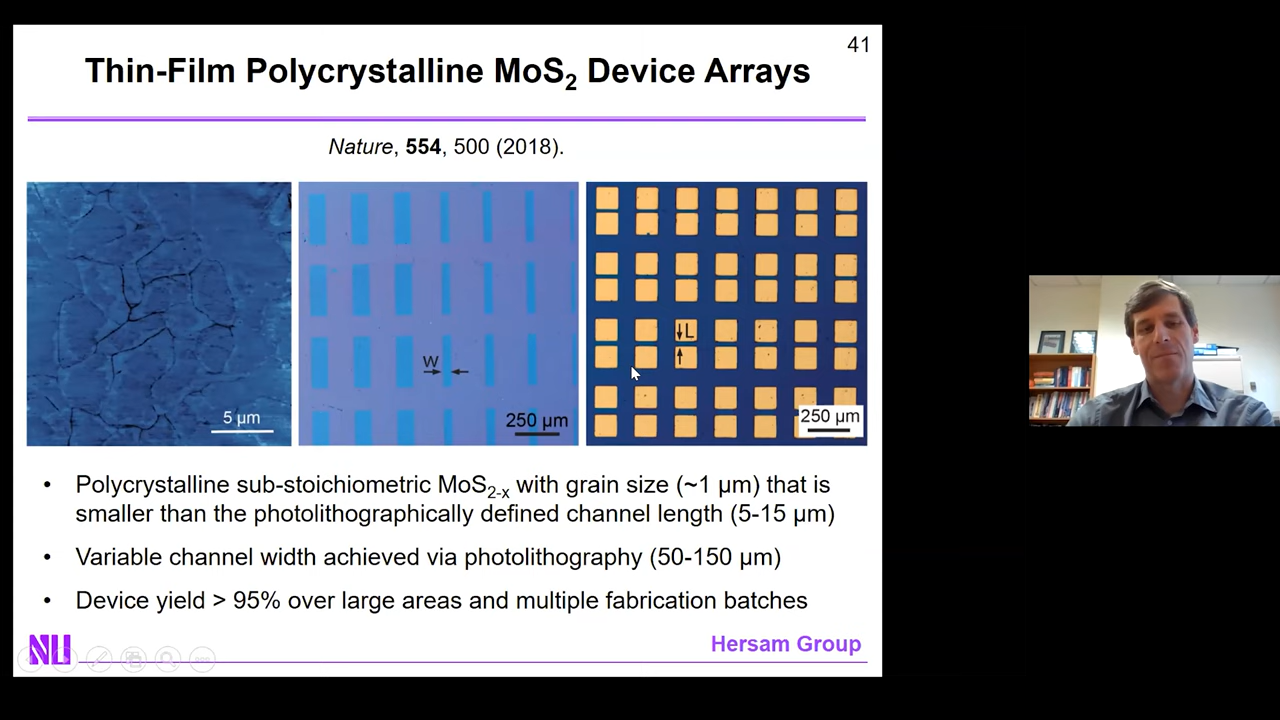 41
Thin-Film Polycrystalline MoS2 Device Arrays
Nature, 554, 500 (2018).
5 µm
W
250 µm
L
250 µm
• Polycrystalline sub-stoichiometric MoS2-x with grain size (~1 µm) that is
smaller than the photolithographically defined channel length (5-15 µm)
• Variable channel width achieved via photolithography (50-150 µm)
• Device yield > 95% over large areas and multiple fabrication batches
NU
Hersam Group